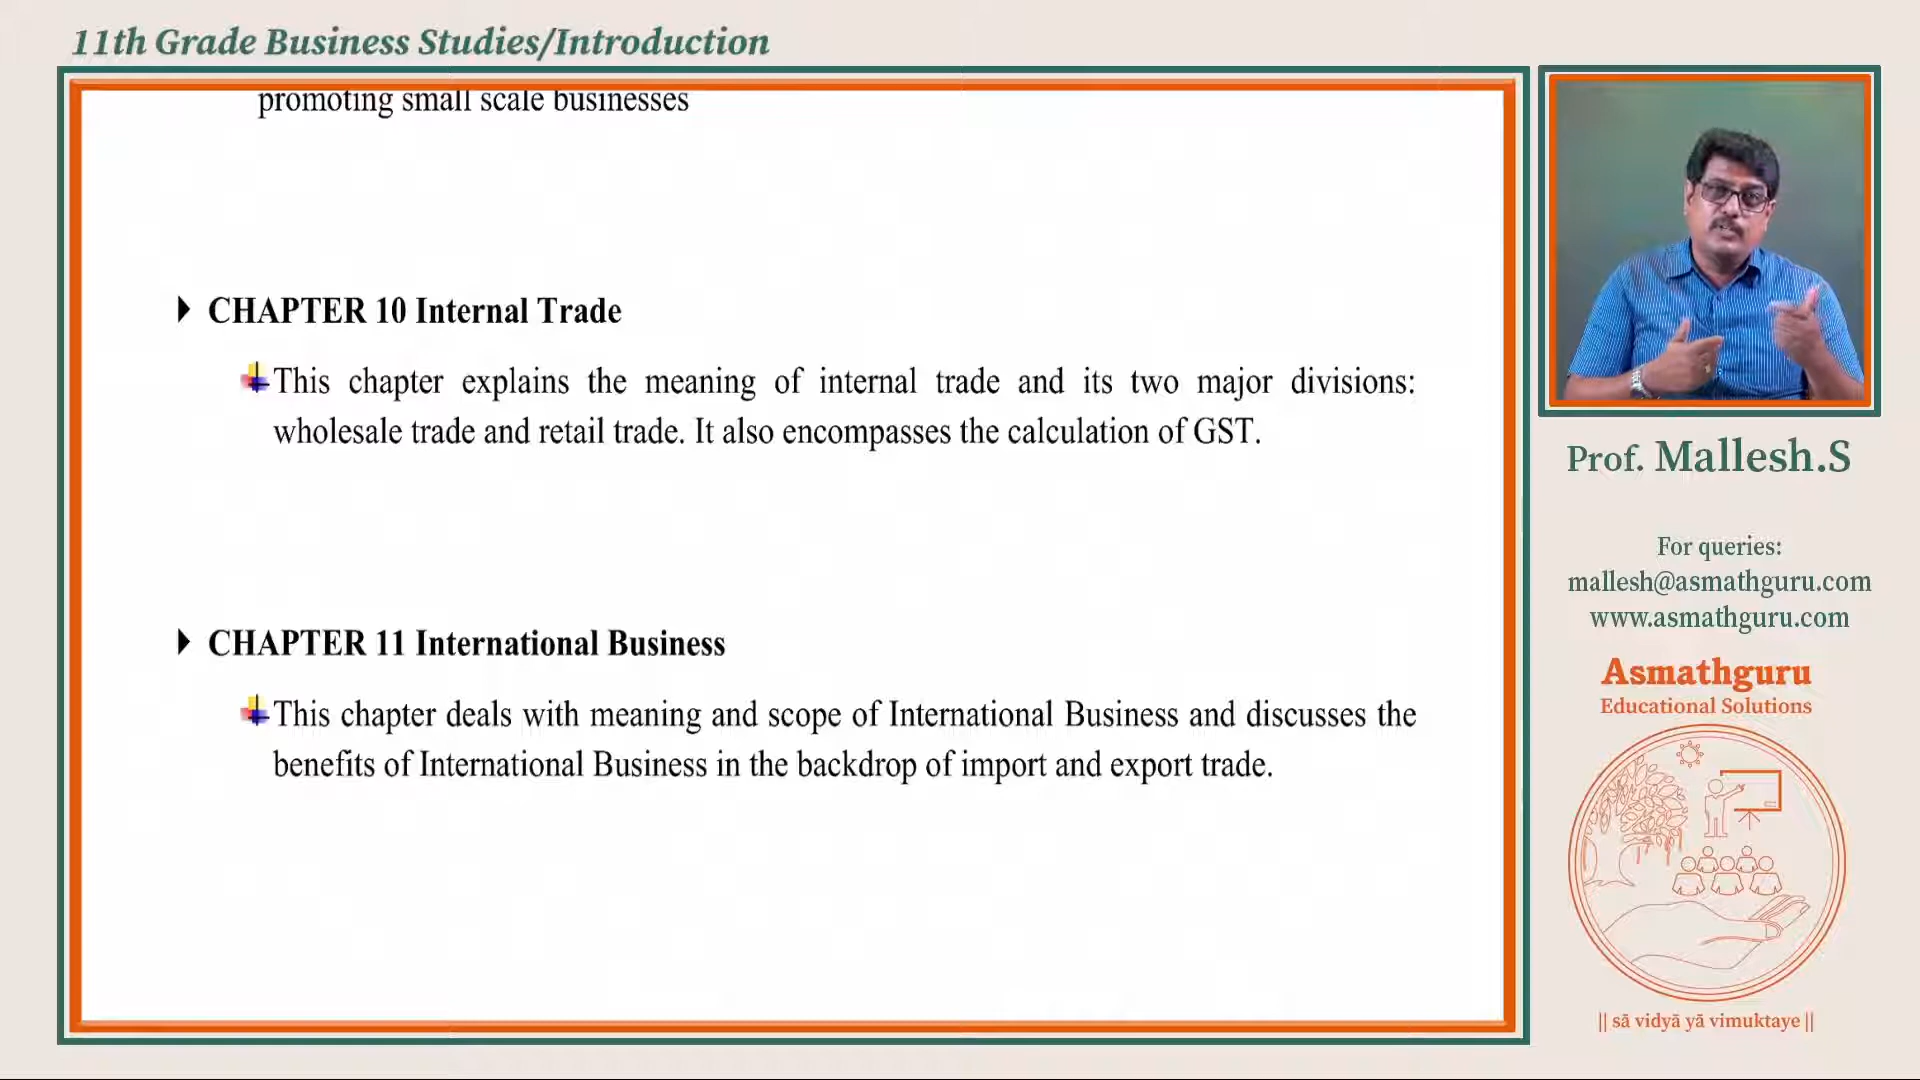 11th Grade Business Studies/Introduction
promoting small scale businesses
CHAPTER 10 Internal Trade
This chapter explains the meaning of internal trade and its two major divisions:
wholesale trade and retail trade. It also encompasses the calculation of GST.
CHAPTER 11 International Business
This chapter deals with meaning and scope of International Business and discusses the
benefits of International Business in the backdrop of import and export trade.
Prof. Mallesh.S
For queries:
mallesh@asmathguru.com
www.asmathguru.com
Asmathguru
Educational Solutions
|| sā vidyā yā vimuktaye ||